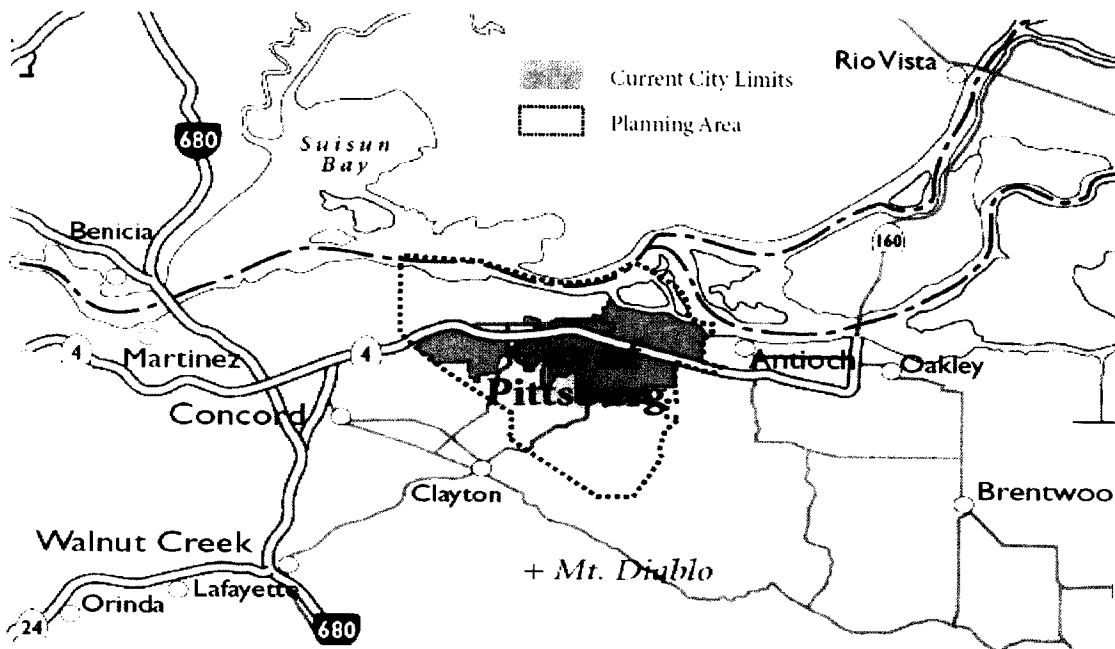 Current City Limits
Planning Area
Rio Vista
680
Suisun
Bay
Benicia
160
4
Martinez
4
Antioch
Oakley
Pittsburg
Concord
Clayton
Brentwoo
Walnut Creek
+ Mt. Diablo
Lafayette
Orinda
24
680